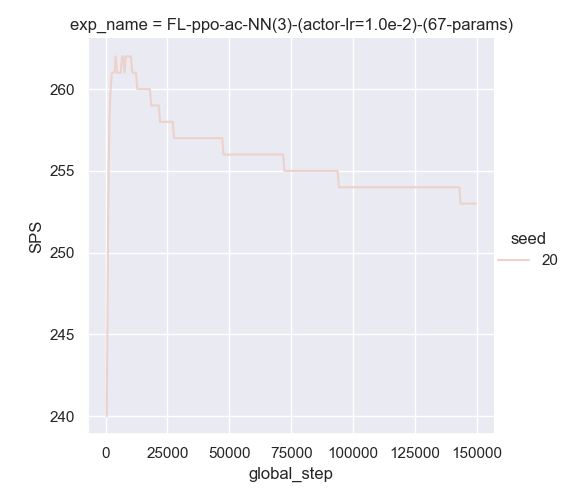 exp_name = FL-ppo-ac-NN(3)-(actor-lr=1.0e-2)-(67-params)
260
255
250
245
240
SPS
0 25000 50000 75000 100000 125000 150000
global_step
seed
20